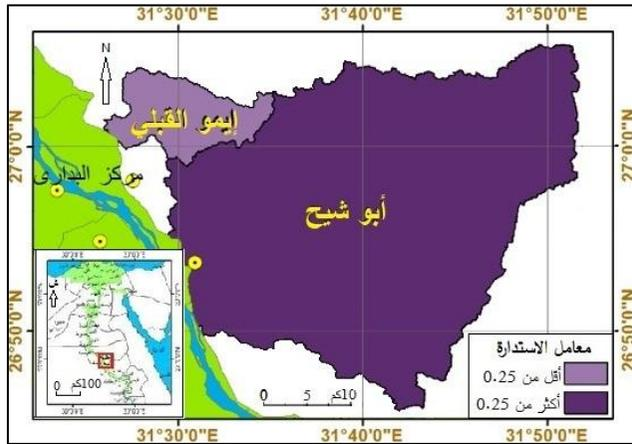 31°30'0"E 31°40'0"E 31°50'0"E
N
إيمو القبلي
27°0'0"N 27°0'0"N
مركز البدارى
أبو شيح
ش
100كم 0
26°50'0"N 26°50'0"N
معامل الاستدارة
أقل من 0.25
أكثر من 0.25
0 5 10كم
31°30'0"E 31°40'0"E 31°50'0"E